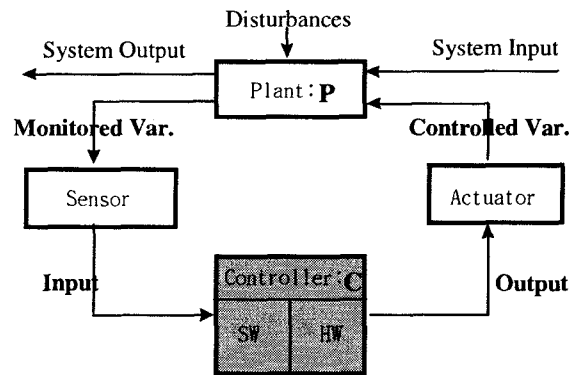 Disturbances
System Output
System Input
Plant:P
Monitored Var.
Controlled Var.
Sensor
Actuator
Controller:C
Input
Output
SW
HW